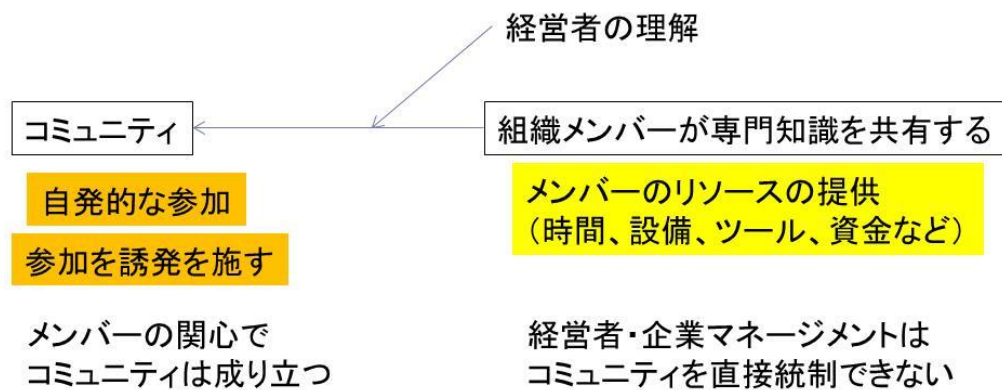 経営者の理解
コミュニティ
組織メンバーが専門知識を共有する
自発的な参加
参加を誘発を施す
メンバーのリソースの提供
(時間、設備、ツール、資金など)
メンバーの関心で
コミュニティは成り立つ
経営者・企業マネージメントは
コミュニティを直接統制できない